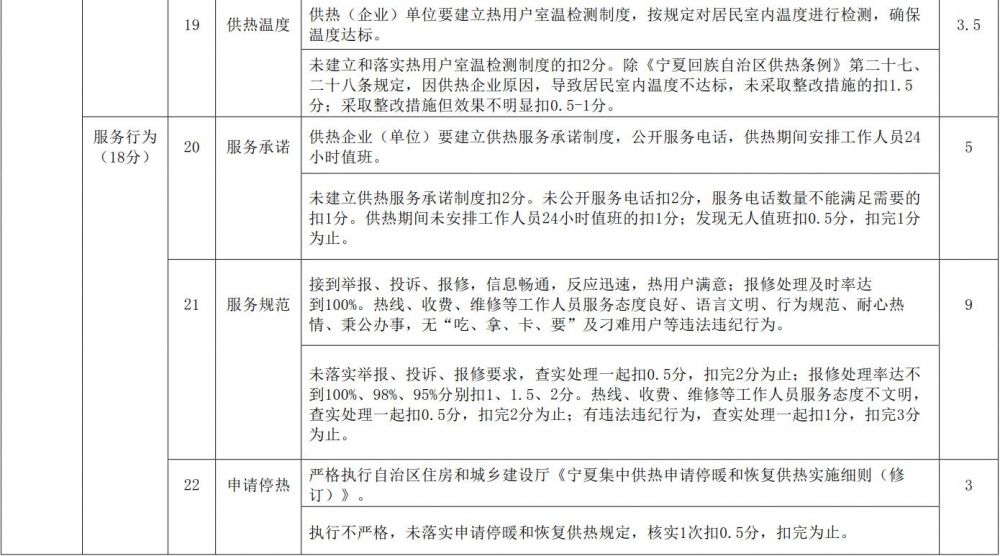 19
供热温度
供热（企业）单位要建立热用户室温检测制度，按规定对居民室内温度进行检测，确保
温度达标。
3.5
未建立和落实热用户室温检测制度的扣2分。除《宁夏回族自治区供热条例》第二十七、
二十八条规定，因供热企业原因，导致居民室内温度不达标，未采取整改措施的扣1.5
分；采取整改措施但效果不明显扣0.5-1分。
服务行为
（18分）
20
服务承诺
供热企业（单位）要建立供热服务承诺制度，公开服务电话，供热期间安排工作人员24
小时值班。
5
未建立供热服务承诺制度扣2分。未公开服务电话扣2分，服务电话数量不能满足需要的
扣1分。供热期间未安排工作人员24小时值班的扣1分；发现无人值班扣0.5分，扣完1分
为止。
21
服务规范
接到举报、投诉、报修，信息畅通，反应迅速，热用户满意；报修处理及时率达
到100%。热线、收费、维修等工作人员服务态度良好、语言文明、行为规范、耐心热
情、秉公办事，无“吃、拿、卡、要”及刁难用户等违法违纪行为。
9
未落实举报、投诉、报修要求，查实处理一起扣0.5分，扣完2分为止；报修处理率达不
到100%、98%、95%分别扣1、1.5、2分。热线、收费、维修等工作人员服务态度不文明，
查实处理一起扣0.5分，扣完2分为止；有违法违纪行为，查实处理一起扣1分，扣完3分
为止。
22
申请停热
严格执行自治区住房和城乡建设厅《宁夏集中供热申请停暖和恢复供热实施细则（修
订）》。
3
执行不严格，未落实申请停暖和恢复供热规定，核实1次扣0.5分，扣完为止。